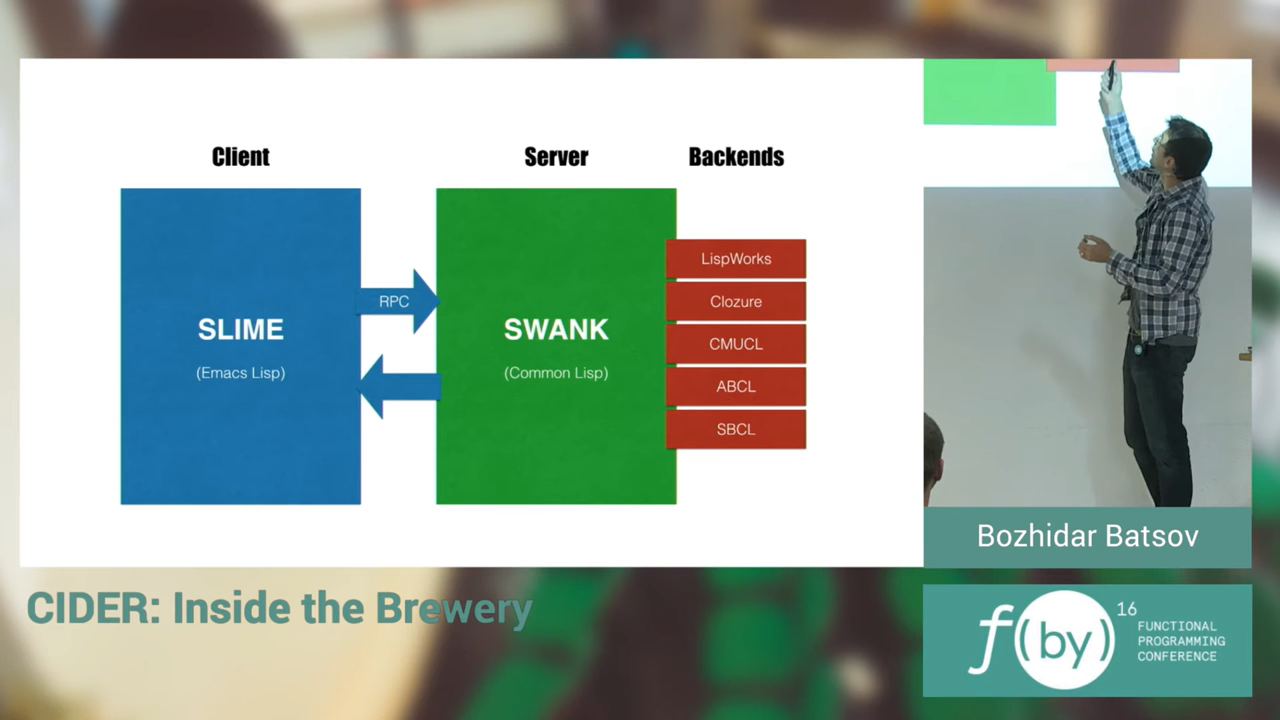 Client
Server
Backends
SLIME
(Emacs Lisp)
RPC
SWANK
(Common Lisp)
LispWorks
Clozure
CMUCL
ABCL
SBCL
Bozhidar Batsov
CIDER: Inside the Brewery
f(by) 16
FUNCTIONAL
PROGRAMMING
CONFERENCE